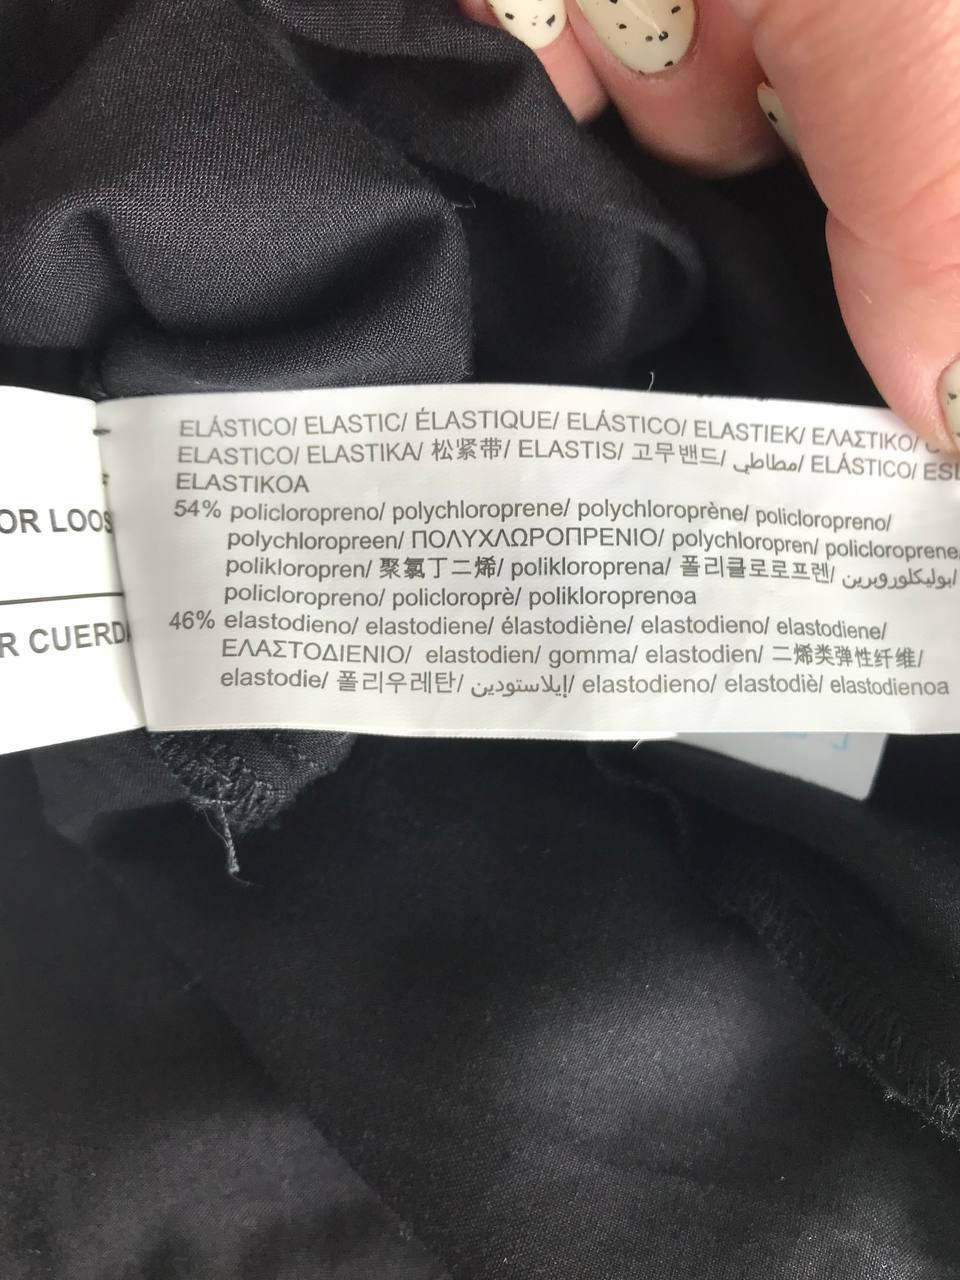 ELÁSTICO/ ELASTIC/ ÉLASTIQUE/ ELÁSTICO/ ELASTIEK/ ΕΛΑΣΤΙΚΟ/
ELASTICO/ ELASTIKA/ 松紧带/ ELASTIS/ 고무밴드/ مطاطي/ ELÁSTICO/
ELASTIKOA
54% policloropreno/ polychloroprene/ polychloroprène/ policloropreno/
polychloropreen/ ΠΟΛΥΧΛΩΡΟΠΡΕΝΙΟ/ polychloropren/ policloroprene
polikloropren/ 聚氯丁二烯/ polikloroprena/ 폴리클로로프렌/ ابوليكلوروبرين/
policloropreno/ policloroprè/ polikloroprenoa
46% elastodieno/ elastodiene/ élastodiène/ elastodieno/ elastodiene/
ΕΛΑΣΤΟΔΙΕΝΙΟ/ elastodien/ gomma/ elastodien/ 二烯类弹性纤维/
elastodie/ 폴리우레탄/ إيلاستودين/ elastodieno/ elastodiè/ elastodienoa
OR LOOS
R CUERDA